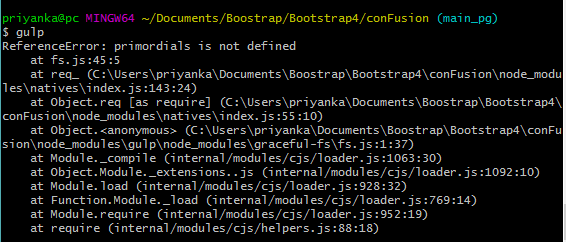 priyanka@pc MINGW64 ~/Documents/Boostrap/Bootstrap4/conFusion (main_pg)
$ gulp
ReferenceError: primordials is not defined
    at fs.js:45:5
    at req_ (C:\Users\priyanka\Documents\Boostrap\Bootstrap4\conFusion\node_modu
les\natives\index.js:143:24)
    at Object.req [as require] (C:\Users\priyanka\Documents\Boostrap\Bootstrap4\
conFusion\node_modules\natives\index.js:55:10)
    at Object.<anonymous> (C:\Users\priyanka\Documents\Boostrap\Bootstrap4\conFu
sion\node_modules\gulp\node_modules\graceful-fs\fs.js:1:37)
    at Module._compile (internal/modules/cjs/loader.js:1063:30)
    at Object.Module._extensions..js (internal/modules/cjs/loader.js:1092:10)
    at Module.load (internal/modules/cjs/loader.js:928:32)
    at Function.Module._load (internal/modules/cjs/loader.js:769:14)
    at Module.require (internal/modules/cjs/loader.js:952:19)
    at require (internal/modules/cjs/helpers.js:88:18)